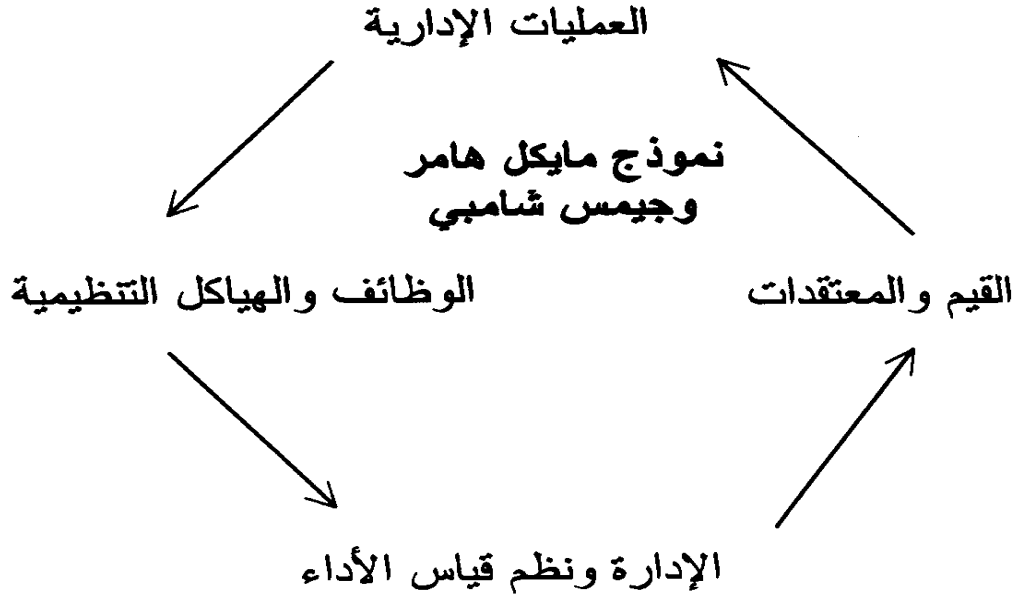 العمليات الإدارية
نموذج مايكل هامر
وجيمس شامبي
القيم والمعتقدات
الوظائف والهياكل التنظيمية
الإدارة ونظم قياس الأداء